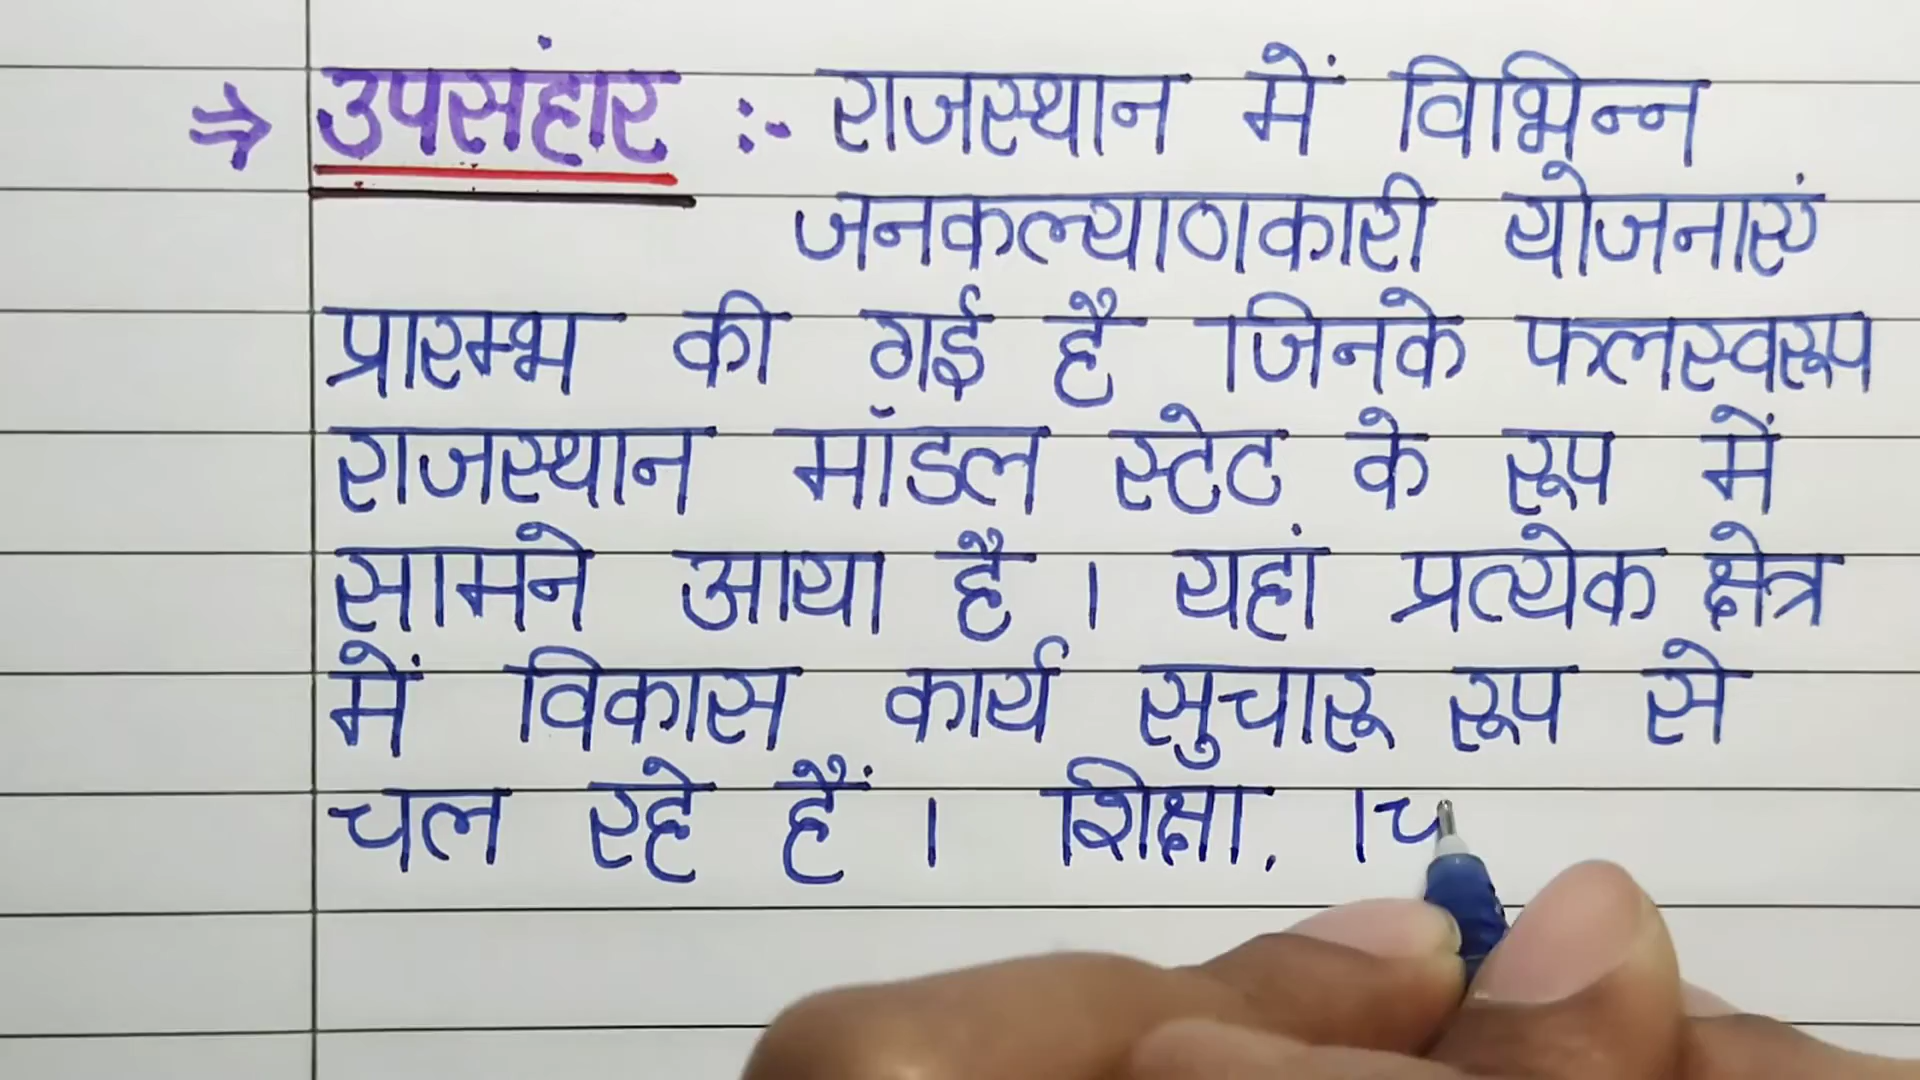 ⇒ उपसंहार :- राजस्थान में विभिन्न
जनकल्याणकारी योजनाएं
प्रारम्भ की गई है जिनके फलस्वरूप
राजस्थान मॉडल स्टेट के रूप में
सामने आया है । यहां प्रत्येक क्षेत्र
में विकास कार्य सुचारू रूप से
चल रहे हैं । शिक्षा,